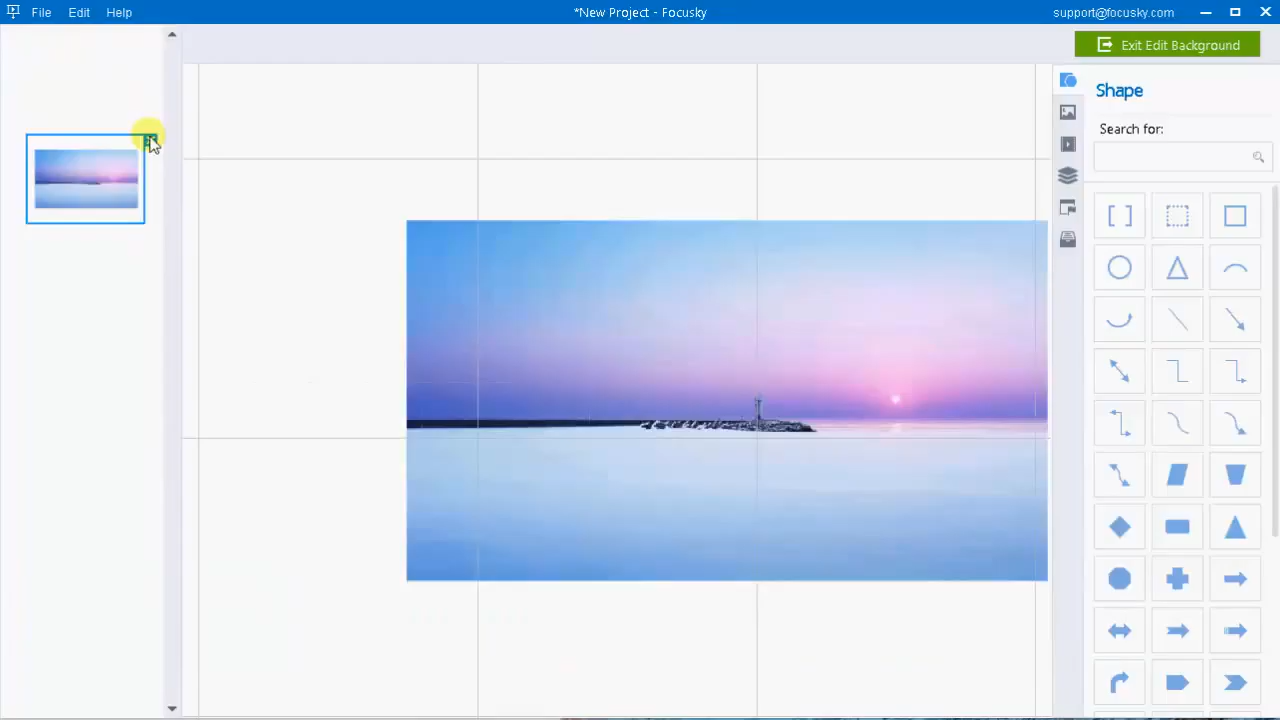 File Edit Help
*New Project - Focusky
support@focusky.com
Exit Edit Background
Shape
Search for: